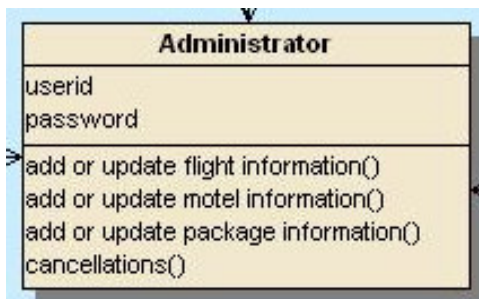 Administrator
userid
password
add or update flight information()
add or update motel information()
add or update package information()
cancellations()